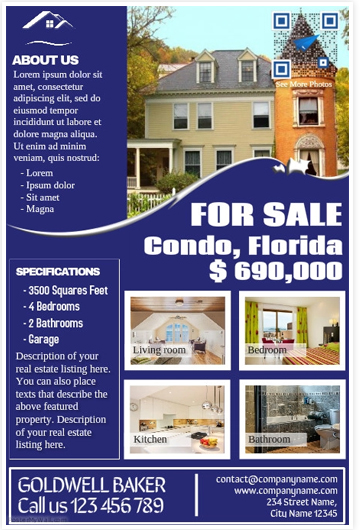 ABOUT US
Lorem ipsum dolor sit
amet, consectetur
adipiscing elit, sed do
eiusmod tempor
incididunt ut labore et
dolore magna aliqua.
Ut enim ad minim
veniam, quis nostrud:
- Lorem
- Ipsum dolor
- Sit amet
- Magna
See More Photos
FOR SALE
Condo, Florida
$ 690,000
SPECIFICATIONS
- 3500 Squares Feet
- 4 Bedrooms
- 2 Bathrooms
- Garage
Description of your
real estate listing here.
You can also place
texts that describe the
above featured
property. Description
of your real estate
listing here.
Living room
Bedroom
Kitchen
Bathroom
GOLDWELL BAKER
Call us 123 456 789
contact@companyname.com
www.companyname.com
234 Street Name,
City Name 12345